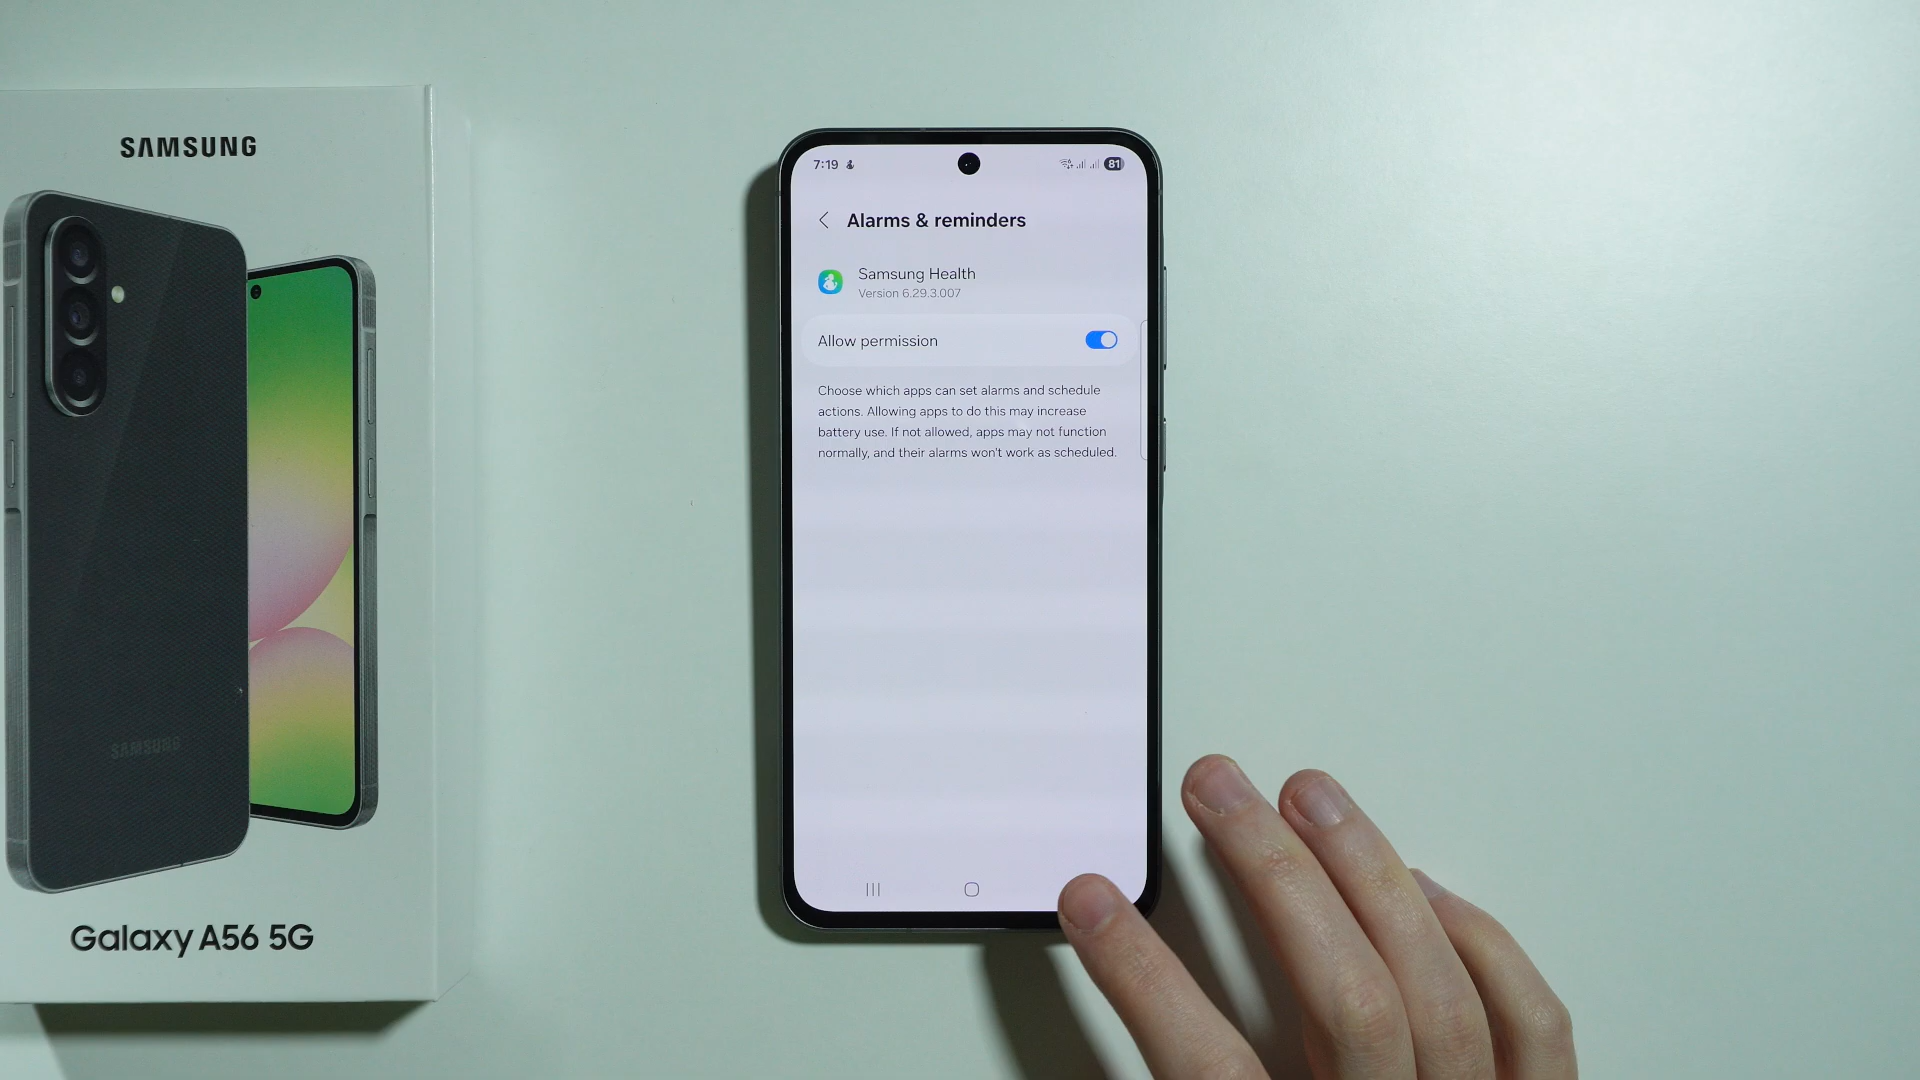 SAMSUNG
SAMSUNG
Galaxy A56 5G
7:19
81
Alarms & reminders
Samsung Health
Version 6.29.3.007
Allow permission
Choose which apps can set alarms and schedule
actions. Allowing apps to do this may increase
battery use. If not allowed, apps may not function
normally, and their alarms won't work as scheduled.